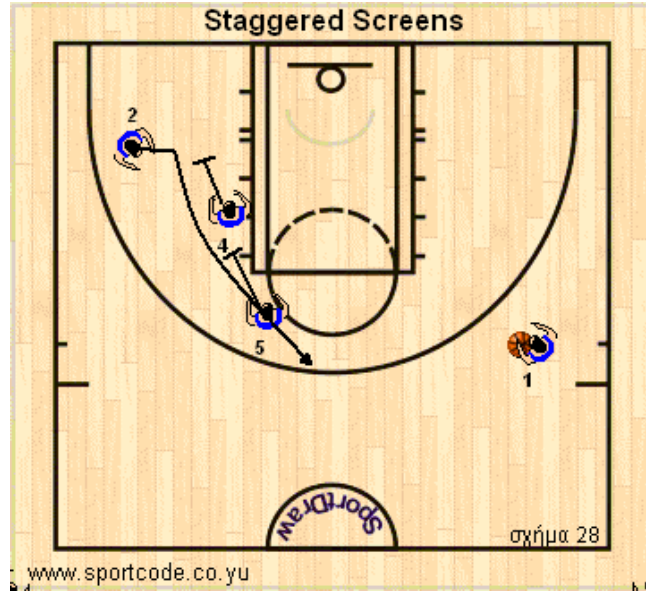 Staggered Screens
2
4
5
1
SportDraw
σχήμα 28
www.sportcode.co.yu